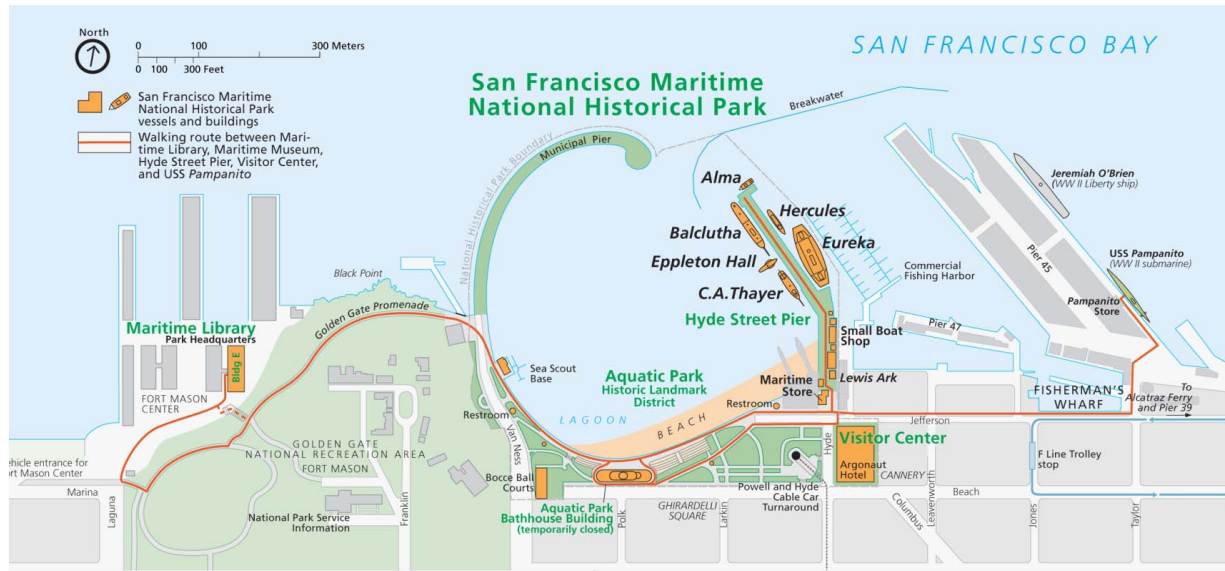 North
0 100 300 Meters
0 100 300 Feet
San Francisco Maritime
National Historical Park
vessels and buildings
Walking route between Mari-
time Library, Maritime Museum,
Hyde Street Pier, Visitor Center,
and USS Pampanito
San Francisco Maritime
National Historical Park
SAN FRANCISCO BAY
Breakwater
National Historical Park Boundary
Municipal Pier
Alma
Hercules
Balclutha
Eureka
Eppleton Hall
C.A.Thayer
Hyde Street Pier
Jeremiah O'Brien
(WW II Liberty ship)
Pier 45
USS Pampanito
(WW II submarine)
Pampanito
Store
Commercial
Fishing Harbor
Pier 47
Small Boat
Shop
Lewis Ark
Maritime
Store
Black Point
Golden Gate Promenade
Maritime Library
Park Headquarters
Bldg E
FORT MASON
CENTER
Sea Scout
Base
Aquatic Park
Historic Landmark
District
Restroom
Restroom
LAGOON
BEACH
FISHERMAN'S
WHARF
To
Alcatraz Ferry
and Pier 39
Jefferson
Visitor Center
Hyde
Argonaut
Hotel
CANNERY
F Line Trolley
stop
GOLDEN GATE
NATIONAL RECREATION AREA
FORT MASON
Van Ness
Bocce Ball
Courts
ehicle entrance for
ort Mason Center
Marina
Laguna
National Park Service
Information
Franklin
Aquatic Park
Bathhouse Building
(temporarily closed)
Polk
GHIRARDELLI
SQUARE
Larkin
Powell and Hyde
Cable Car
Turnaround
Columbus
Leavenworth
Beach
Jones
Taylor